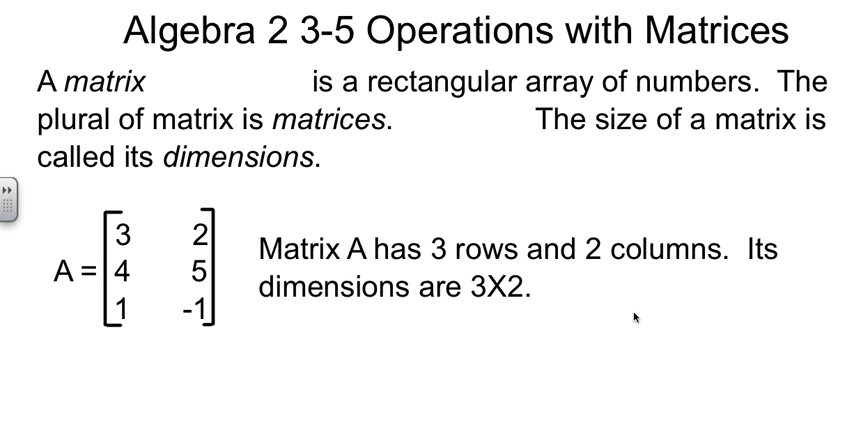 Algebra 2 3-5 Operations with Matrices
A matrix is a rectangular array of numbers. The
plural of matrix is matrices. The size of a matrix is
called its dimensions.
3 2
A = 4 5
1 -1
Matrix A has 3 rows and 2 columns. Its
dimensions are 3X2.